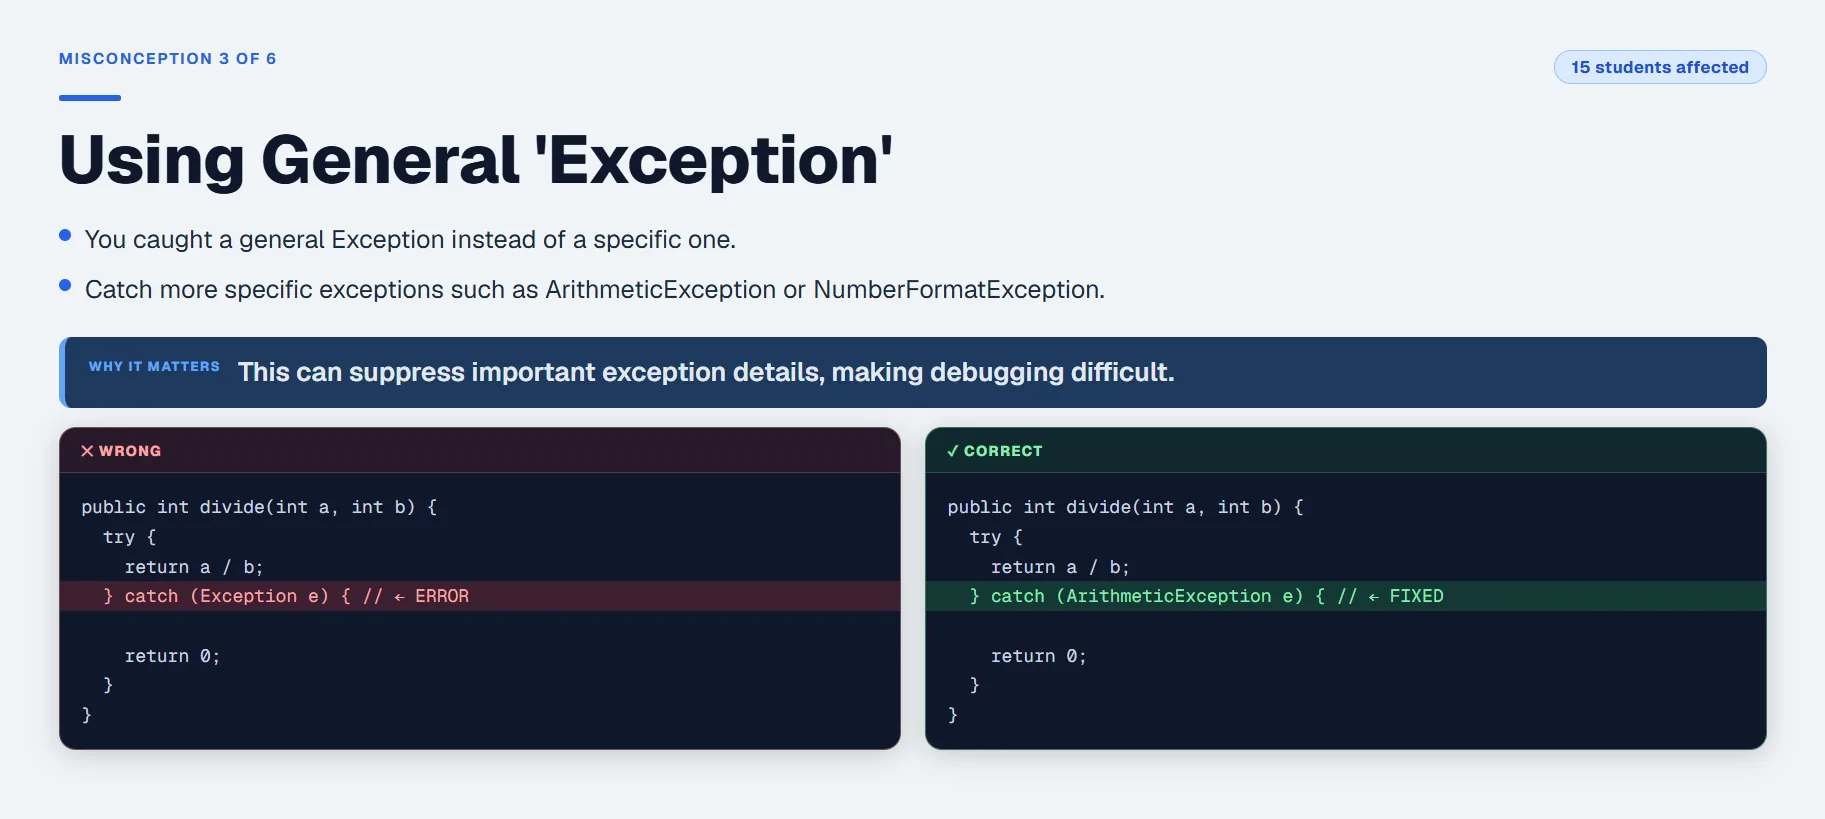 MISCONCEPTION 3 OF 6
15 students affected
Using General 'Exception'
You caught a general Exception instead of a specific one.
Catch more specific exceptions such as ArithmeticException or NumberFormatException.
WHY IT MATTERS This can suppress important exception details, making debugging difficult.
✕ WRONG
public int divide(int a, int b) {
  try {
    return a / b;
  } catch (Exception e) { // ← ERROR
    return 0;
  }
}
✓ CORRECT
public int divide(int a, int b) {
  try {
    return a / b;
  } catch (ArithmeticException e) { // ← FIXED
    return 0;
  }
}